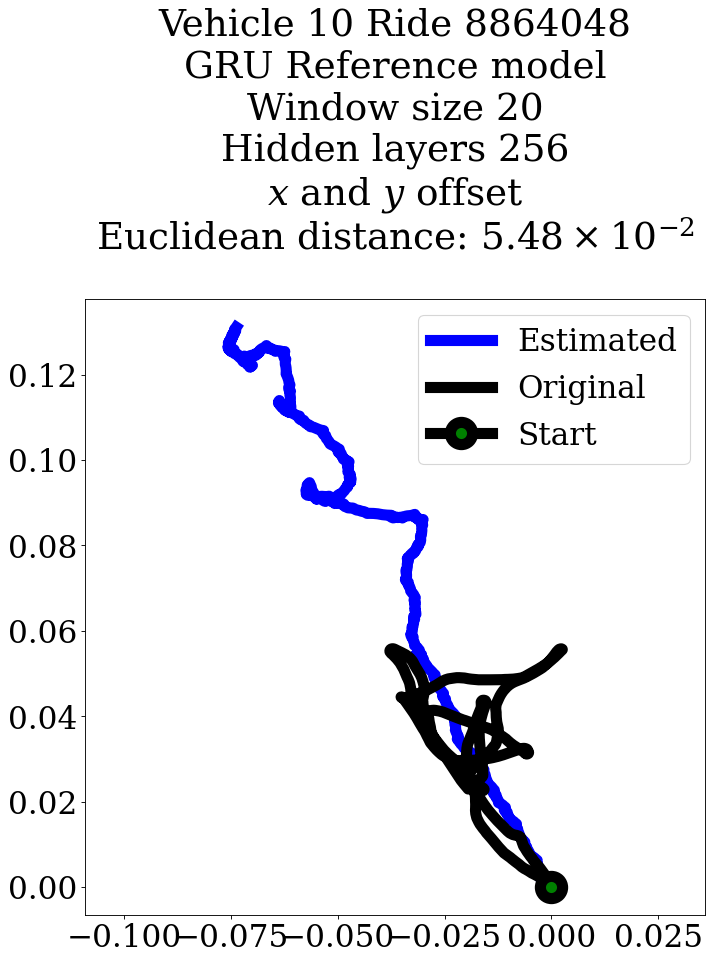 Vehicle 10 Ride 8864048
GRU Reference model
Window size 20
Hidden layers 256
x and y offset
Euclidean distance: 5.48 × 10⁻²
Estimated
Original
Start
0.12
0.10
0.08
0.06
0.04
0.02
0.00
−0.100 −0.075 −0.050 −0.025 0.000 0.025